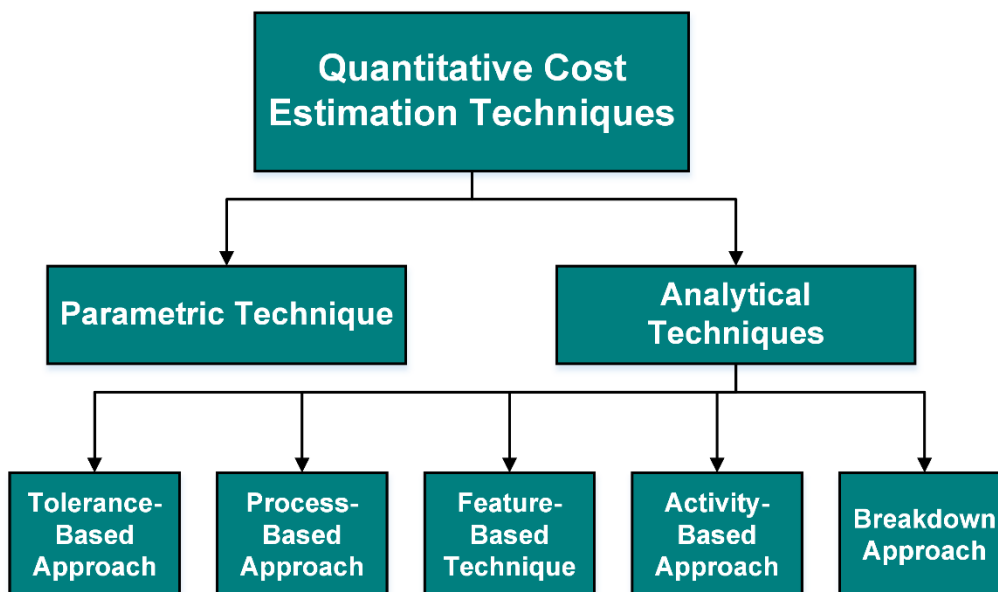 Quantitative Cost
Estimation Techniques
Parametric Technique
Analytical
Techniques
Tolerance-
Based
Approach
Process-
Based
Approach
Feature-
Based
Technique
Activity-
Based
Approach
Breakdown
Approach